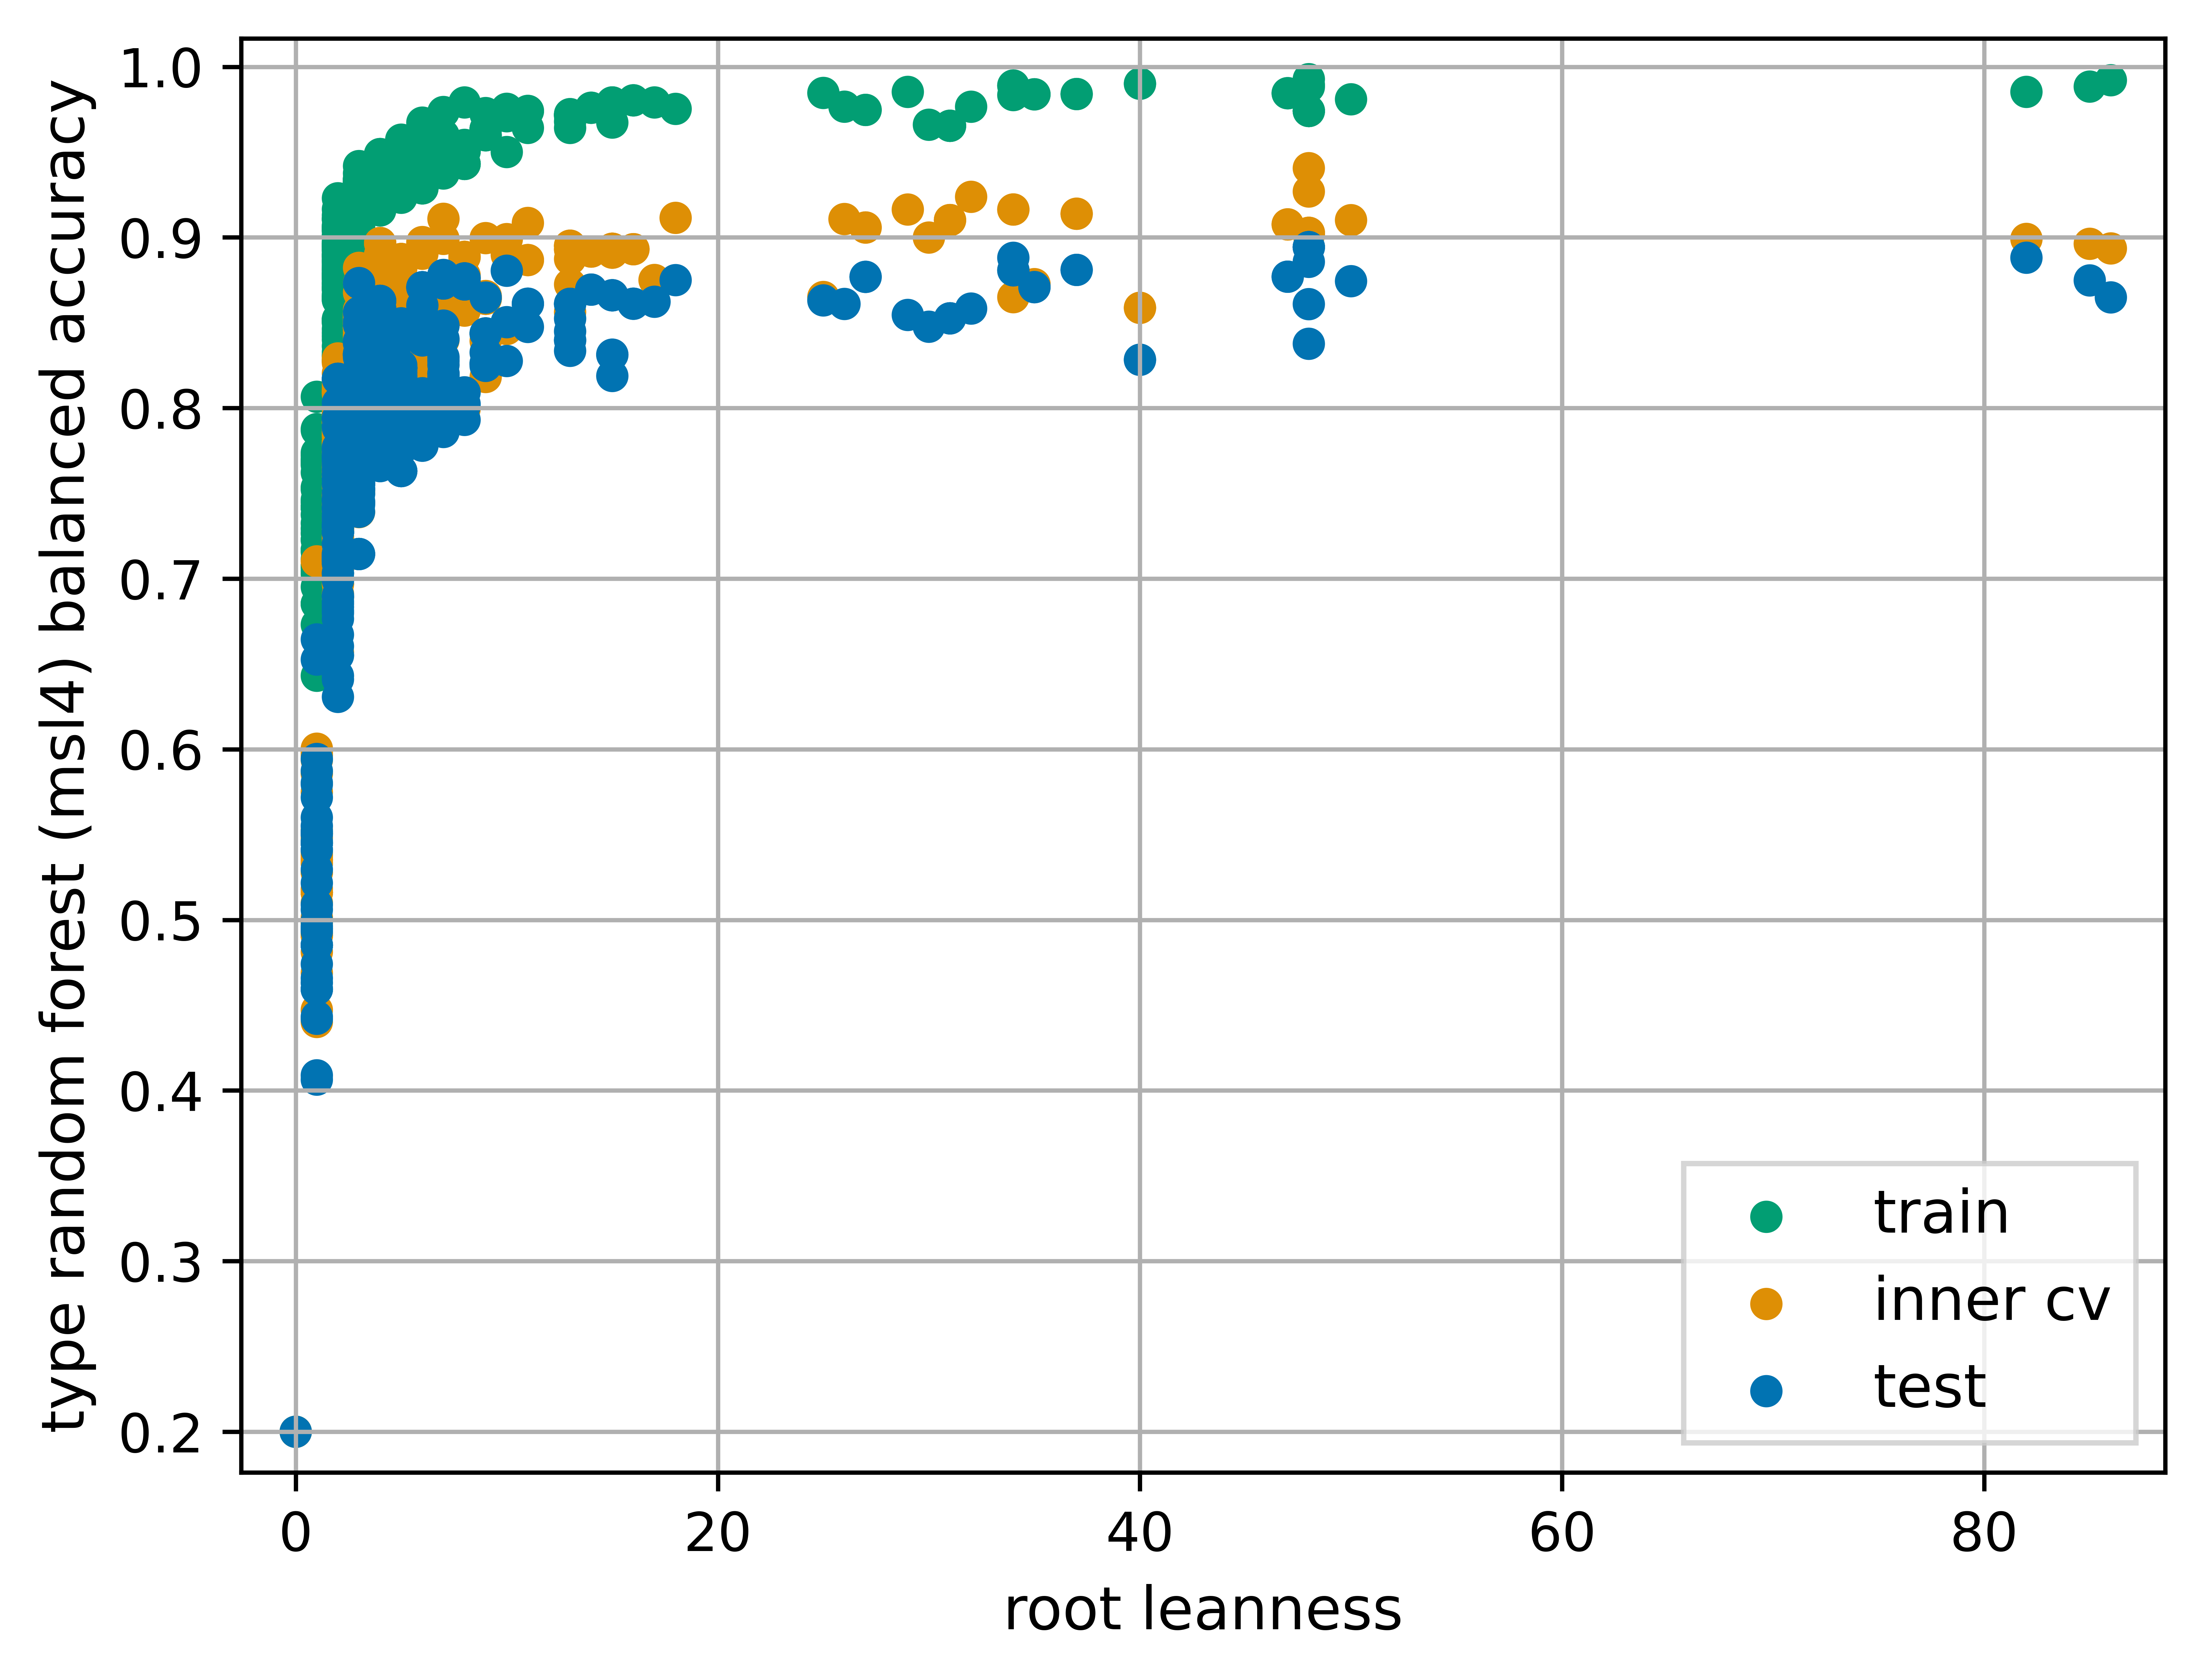 type random forest (msl4) balanced accuracy
1.0
0.9
0.8
0.7
0.6
0.5
0.4
0.3
0.2
0
20
40
60
80
root leanness
train
inner cv
test